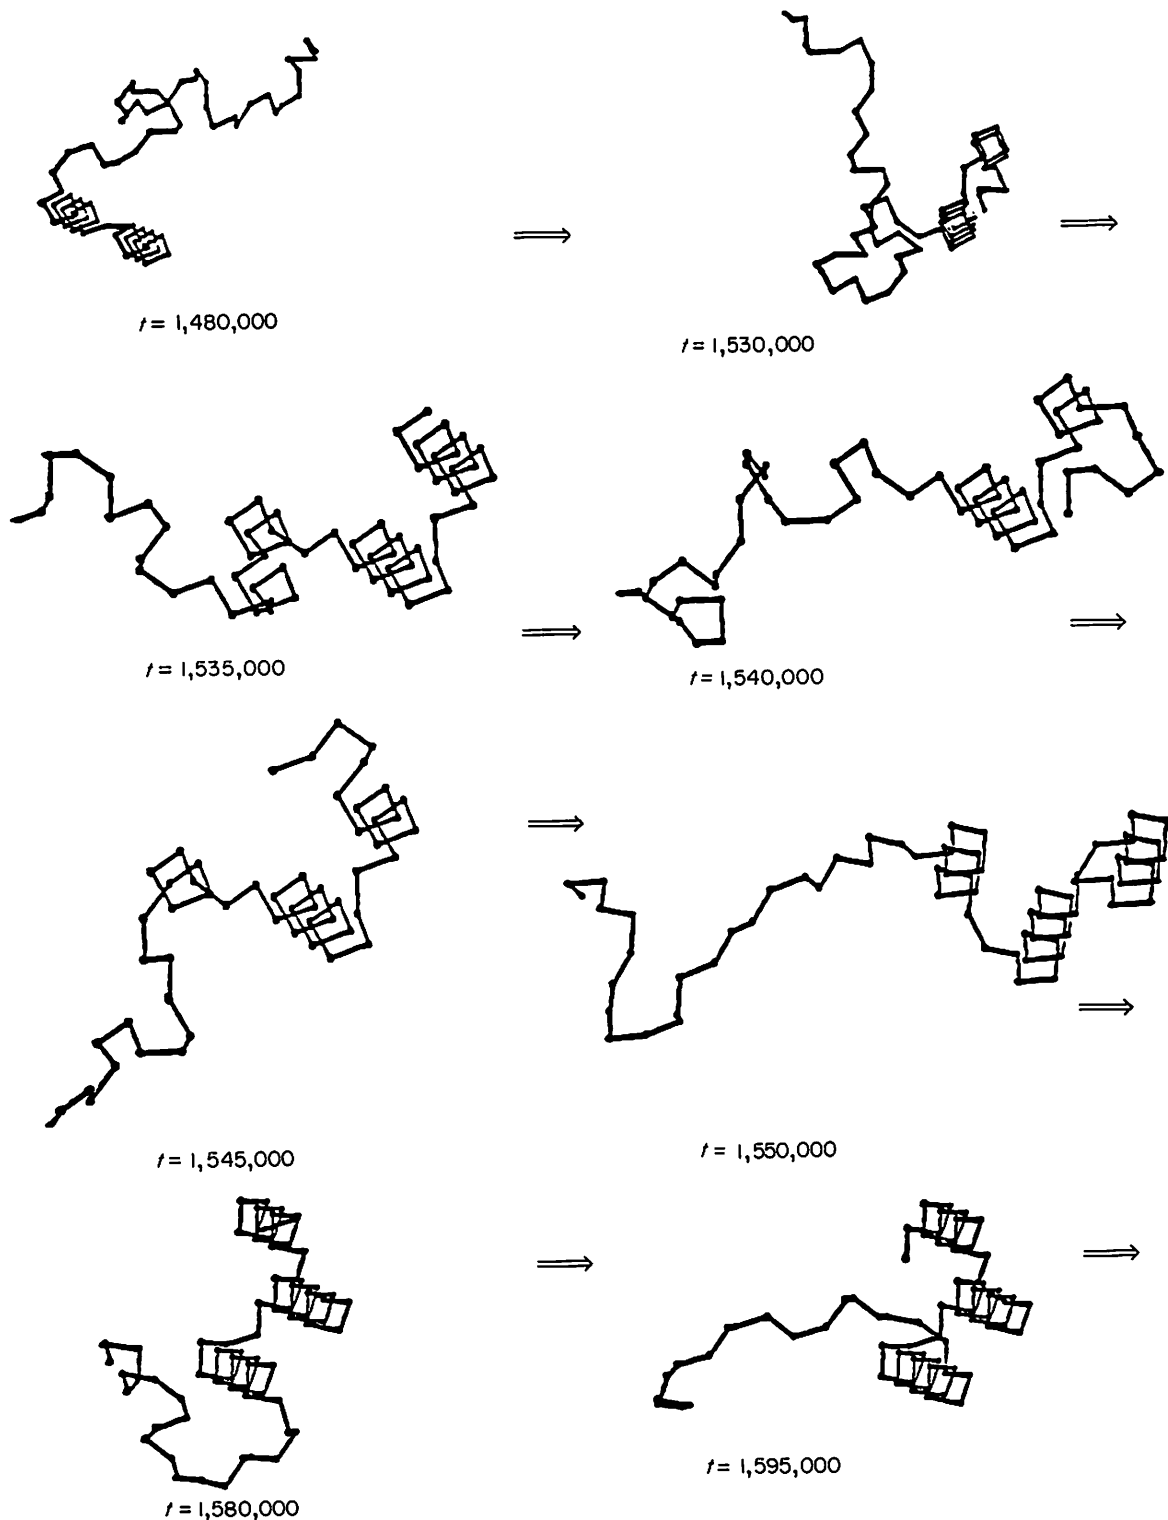 t = 1,480,000
t = 1,530,000
t = 1,535,000
t = 1,540,000
t = 1,545,000
t = 1,550,000
t = 1,580,000
t = 1,595,000